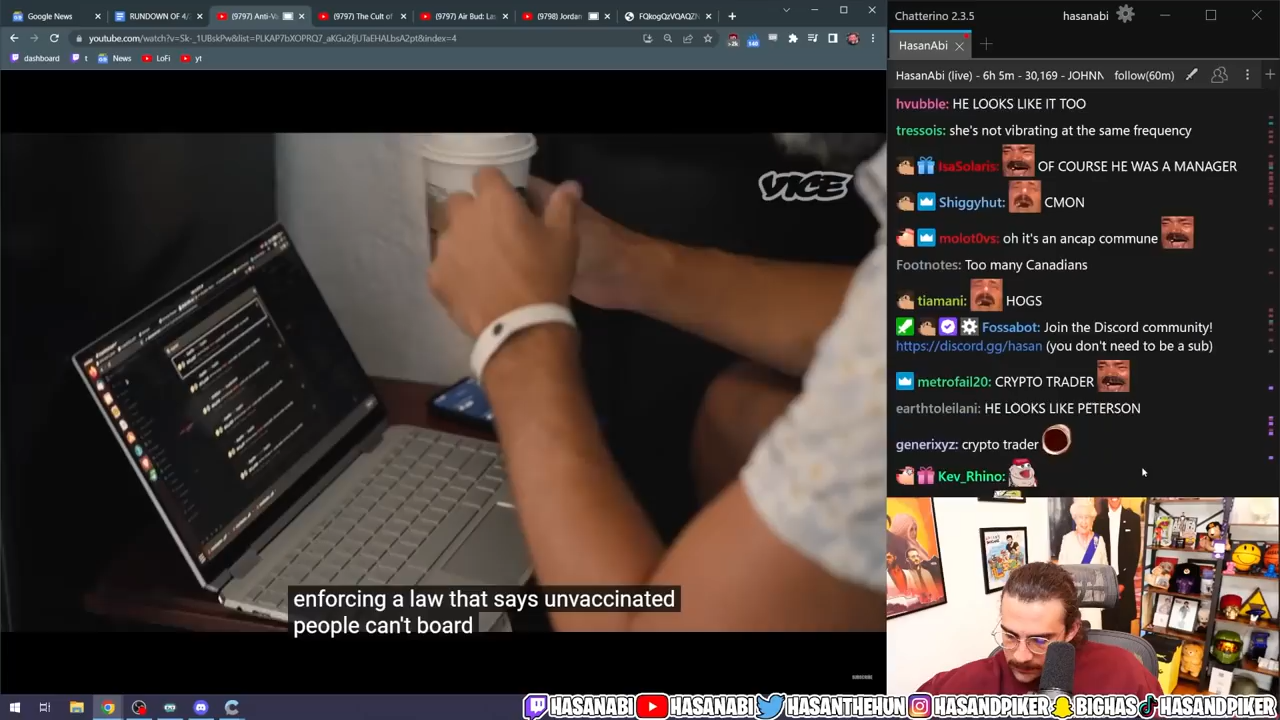 Google News
RUNDOWN OF 4/
(9797) Anti-V
(9797) The Cult of
(9797) Air Bud: La
(9798) Jordan
FQkogQzVQAQZ
youtube.com/watch?v=Sk-_1UBskPw&list=PLKAP7bXOPRQ7_aKGu2fjUTaEHALbsA2pt&index=4
dashboard
t
News
LoFi
yt
VICE
enforcing a law that says unvaccinated
people can't board
SUBSCRIBE
Chatterino 2.3.5
hasanabi
HasanAbi
HasanAbi (live) - 6h 5m - 30,169 - JOHNN
follow(60m)
hvubble: HE LOOKS LIKE IT TOO
tressois: she's not vibrating at the same frequency
IsaSolaris: OF COURSE HE WAS A MANAGER
Shiggyhut: CMON
molot0vs: oh it's an ancap commune
Footnotes: Too many Canadians
tiamani: HOGS
Fossabot: Join the Discord community!
https://discord.gg/hasan (you don't need to be a sub)
metrofail20: CRYPTO TRADER
earthtoleilani: HE LOOKS LIKE PETERSON
generixyz: crypto trader
Kev_Rhino:
HASANABI HASANABI HASANTHEHUN HASANDPIKER BIGHAS HASANDPIKER